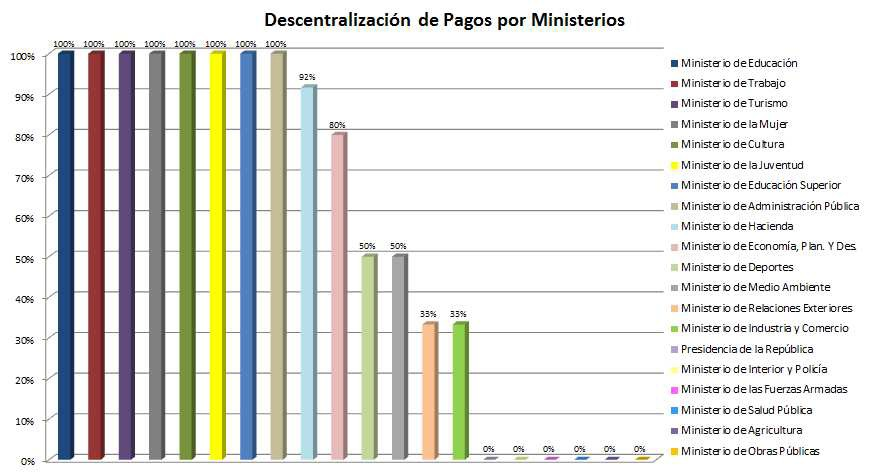 Descentralización de Pagos por Ministerios
100% 100% 100% 100% 100% 100% 100% 100%
92%
80%
50% 50%
33% 33%
0% 0% 0% 0% 0% 0%
100%
90%
80%
70%
60%
50%
40%
30%
20%
10%
0%
Ministerio de Educación
Ministerio de Trabajo
Ministerio de Turismo
Ministerio de la Mujer
Ministerio de Cultura
Ministerio de la Juventud
Ministerio de Educación Superior
Ministerio de Administración Pública
Ministerio de Hacienda
Ministerio de Economía, Plan. Y Des.
Ministerio de Deportes
Ministerio de Medio Ambiente
Ministerio de Relaciones Exteriores
Ministerio de Industria y Comercio
Presidencia de la República
Ministerio de Interior y Policía
Ministerio de las Fuerzas Armadas
Ministerio de Salud Pública
Ministerio de Agricultura
Ministerio de Obras Públicas